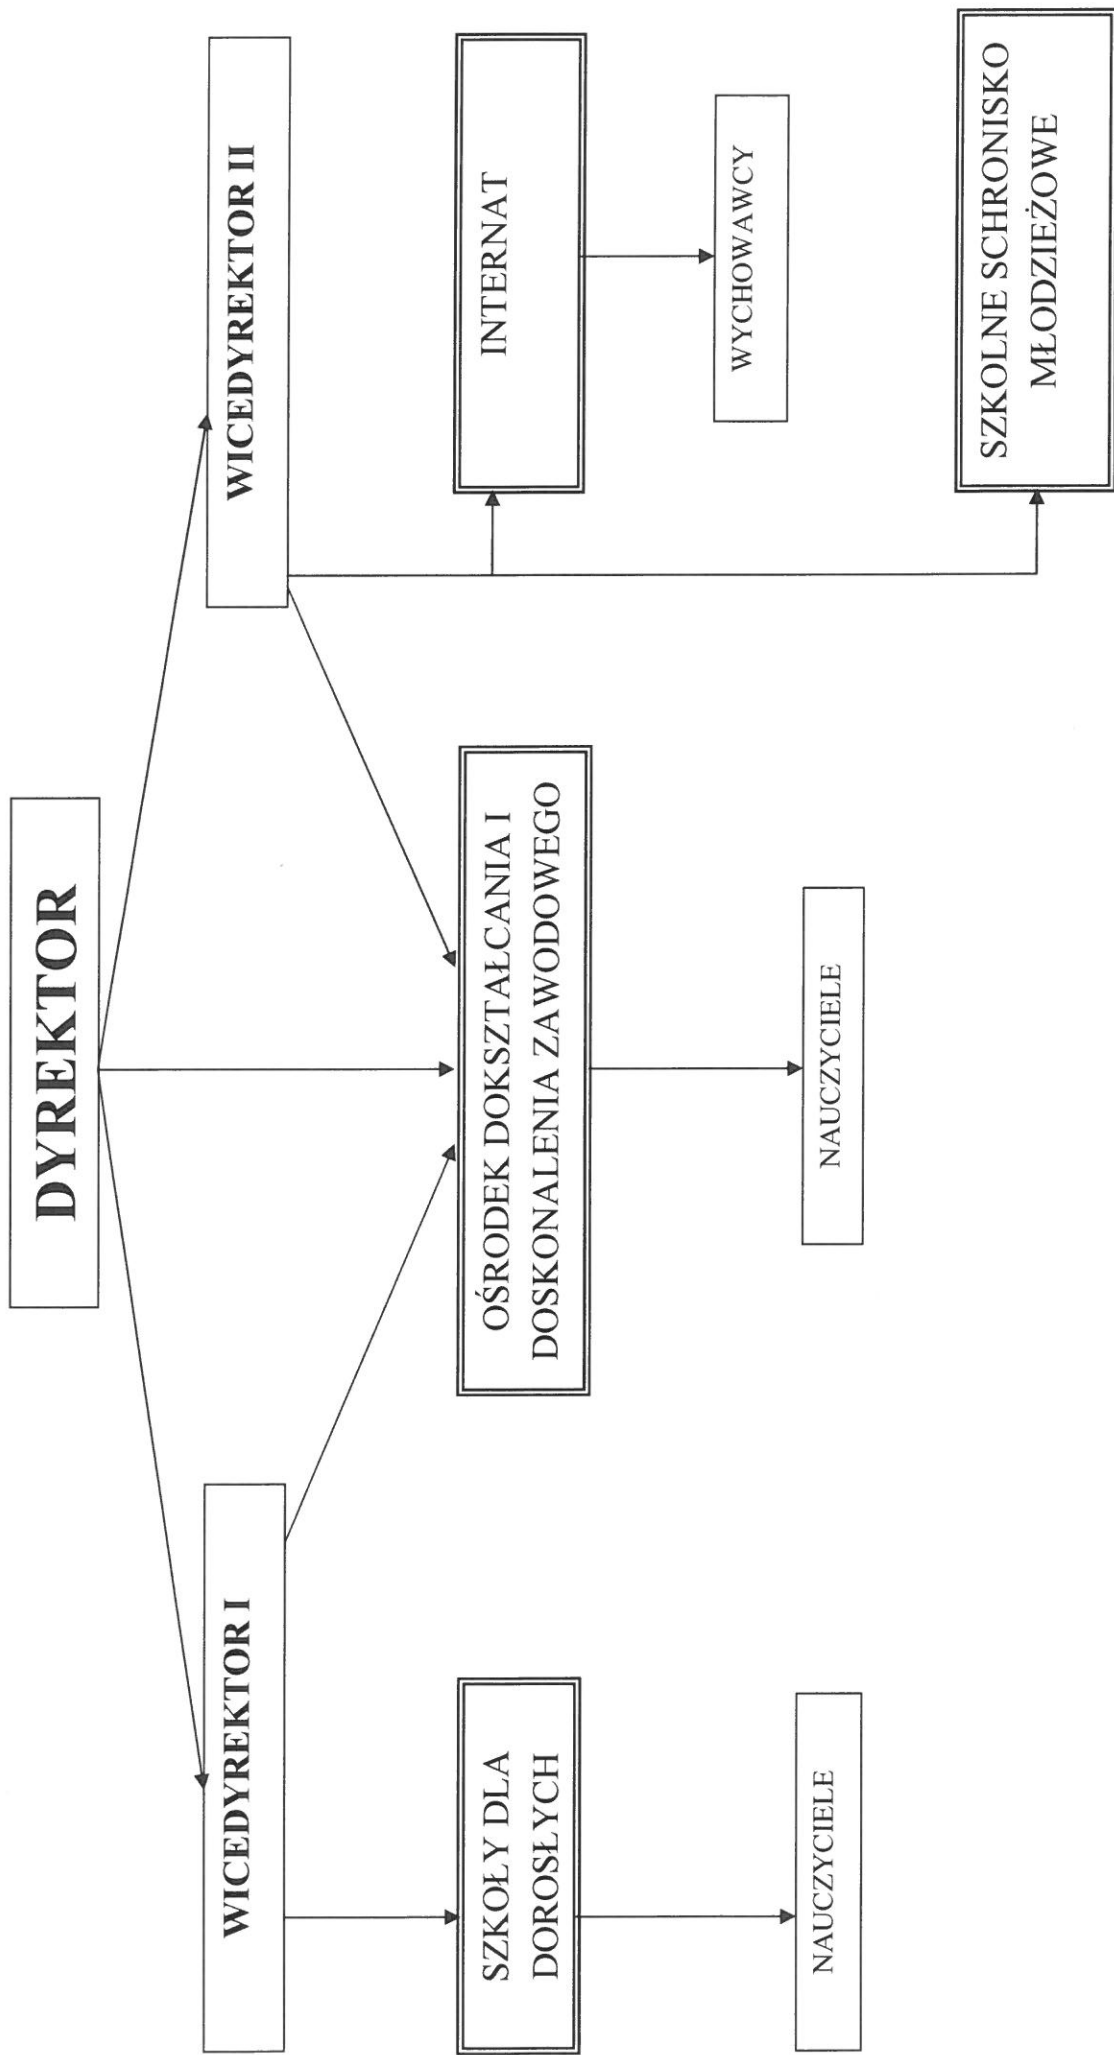 DYREKTOR
WICEDYREKTOR I
WICEDYREKTOR II
SZKOŁY DLA
DOROSŁYCH
OŚRODEK DOKSZTAŁCANIA I
DOSKONALENIA ZAWODOWEGO
INTERNAT
NAUCZYCIELE
NAUCZYCIELE
WYCHOWAWCY
SZKOLNE SCHRONISKO
MŁODZIEŻOWE